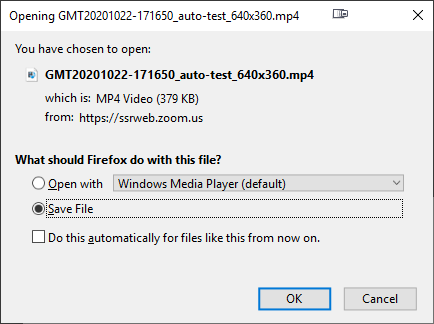 Opening GMT20201022-171650_auto-test_640x360.mp4
You have chosen to open:
GMT20201022-171650_auto-test_640x360.mp4
which is: MP4 Video (379 KB)
from: https://ssrweb.zoom.us
What should Firefox do with this file?
Open with Windows Media Player (default)
Save File
Do this automatically for files like this from now on.
OK Cancel